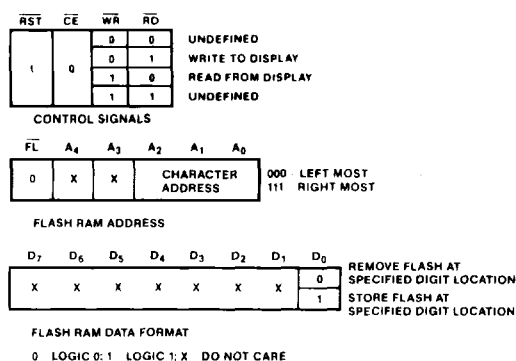 RST CE WR RD
0 0 UNDEFINED
0 1 WRITE TO DISPLAY
1 0
1 0 READ FROM DISPLAY
1 1 UNDEFINED
CONTROL SIGNALS
FL A4 A3 A2 A1 A0
0 X X CHARACTER ADDRESS 000 LEFT MOST
111 RIGHT MOST
FLASH RAM ADDRESS
D7 D6 D5 D4 D3 D2 D1 D0
X X X X X X X
0 REMOVE FLASH AT SPECIFIED DIGIT LOCATION
1 STORE FLASH AT SPECIFIED DIGIT LOCATION
FLASH RAM DATA FORMAT
0 LOGIC 0; 1 LOGIC 1; X DO NOT CARE